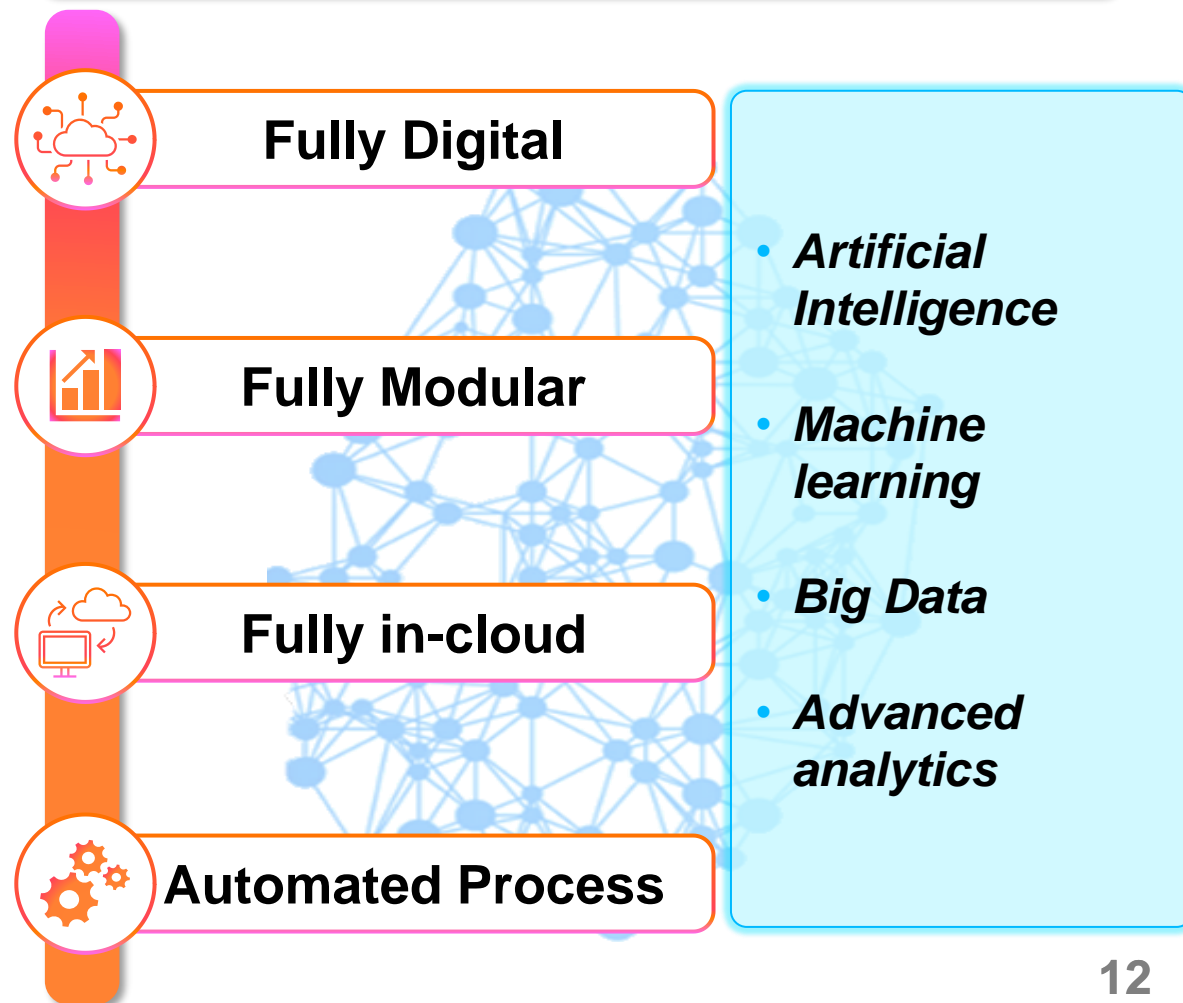 Fully Digital
Fully Modular
Fully in-cloud
Automated Process
• Artificial
Intelligence
• Machine
learning
• Big Data
• Advanced
analytics
12